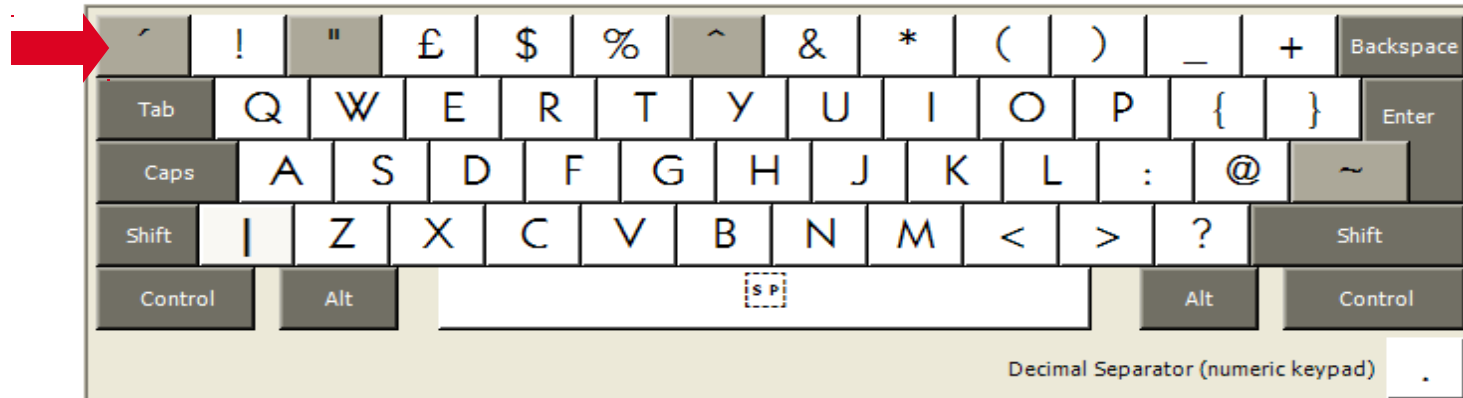 ´ ! " £ $ % ^ & * ( ) _ + Backspace
Tab Q W E R T Y U I O P { } Enter
Caps A S D F G H J K L : @ ~
Shift | Z X C V B N M < > ? Shift
Control Alt SP Alt Control
Decimal Separator (numeric keypad) .